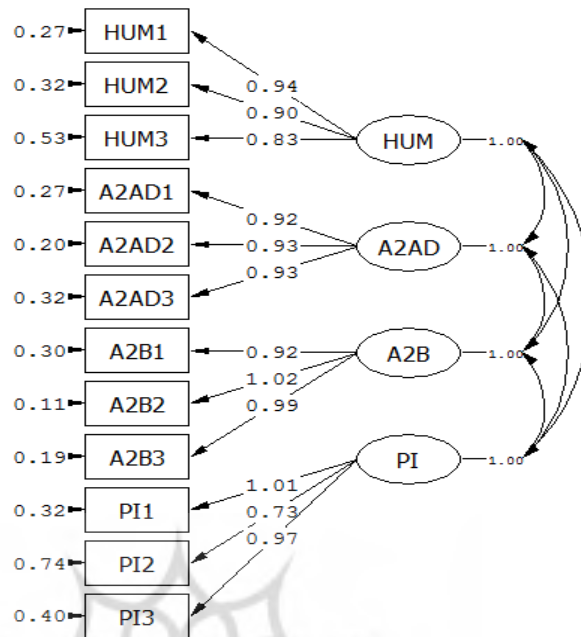 0.27 HUM1
0.94
0.32 HUM2
0.90
0.53 HUM3 0.83 HUM 1.00
0.27 A2AD1
0.92
0.20 A2AD2 0.93 A2AD 1.00
0.93
0.32 A2AD3
0.30 A2B1 0.92 A2B 1.00
1.02
0.11 A2B2
0.99
0.19 A2B3 PI 1.00
1.01
0.32 PI1
0.73
0.97
0.74 PI2
0.40 PI3